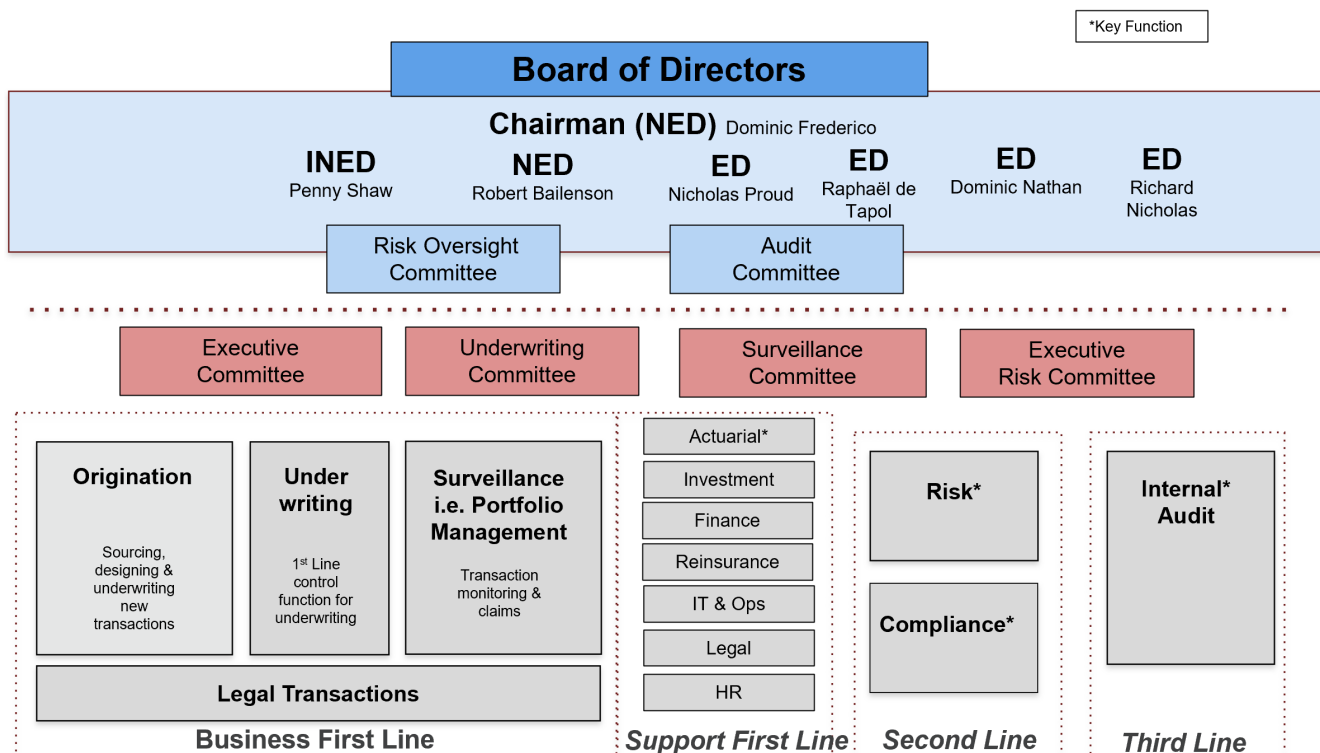 *Key Function
Board of Directors
Chairman (NED) Dominic Frederico
INED
Penny Shaw
NED
Robert Bailenson
ED
Nicholas Proud
ED
Raphaël de
Tapol
ED
Dominic Nathan
ED
Richard
Nicholas
Risk Oversight
Committee
Audit
Committee
Executive
Committee
Underwriting
Committee
Surveillance
Committee
Executive
Risk Committee
Origination
Sourcing,
designing &
underwriting
new
transactions
Under
writing
1st Line
control
function for
underwriting
Surveillance
i.e. Portfolio
Management
Transaction
monitoring &
claims
Legal Transactions
Business First Line
Actuarial*
Investment
Finance
Reinsurance
IT & Ops
Legal
HR
Support First Line
Risk*
Compliance*
Second Line
Internal*
Audit
Third Line